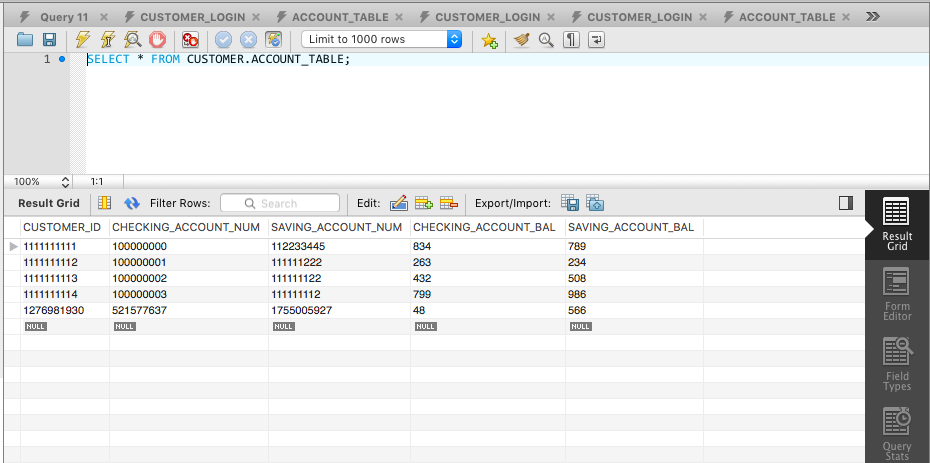 Query 11 CUSTOMER_LOGIN ACCOUNT_TABLE CUSTOMER_LOGIN CUSTOMER_LOGIN ACCOUNT_TABLE
Limit to 1000 rows
1 SELECT * FROM CUSTOMER.ACCOUNT_TABLE;
100% 1:1
Result Grid Filter Rows: Search Edit: Export/Import:
CUSTOMER_ID CHECKING_ACCOUNT_NUM SAVING_ACCOUNT_NUM CHECKING_ACCOUNT_BAL SAVING_ACCOUNT_BAL
1111111111 100000000 112233445 834 789
1111111112 100000001 111111222 263 234
1111111113 100000002 111111122 432 508
1111111114 100000003 111111112 799 986
1276981930 521577637 1755005927 48 566
NULL NULL NULL NULL NULL
Result
Grid
Form
Editor
Field
Types
Query
Stats